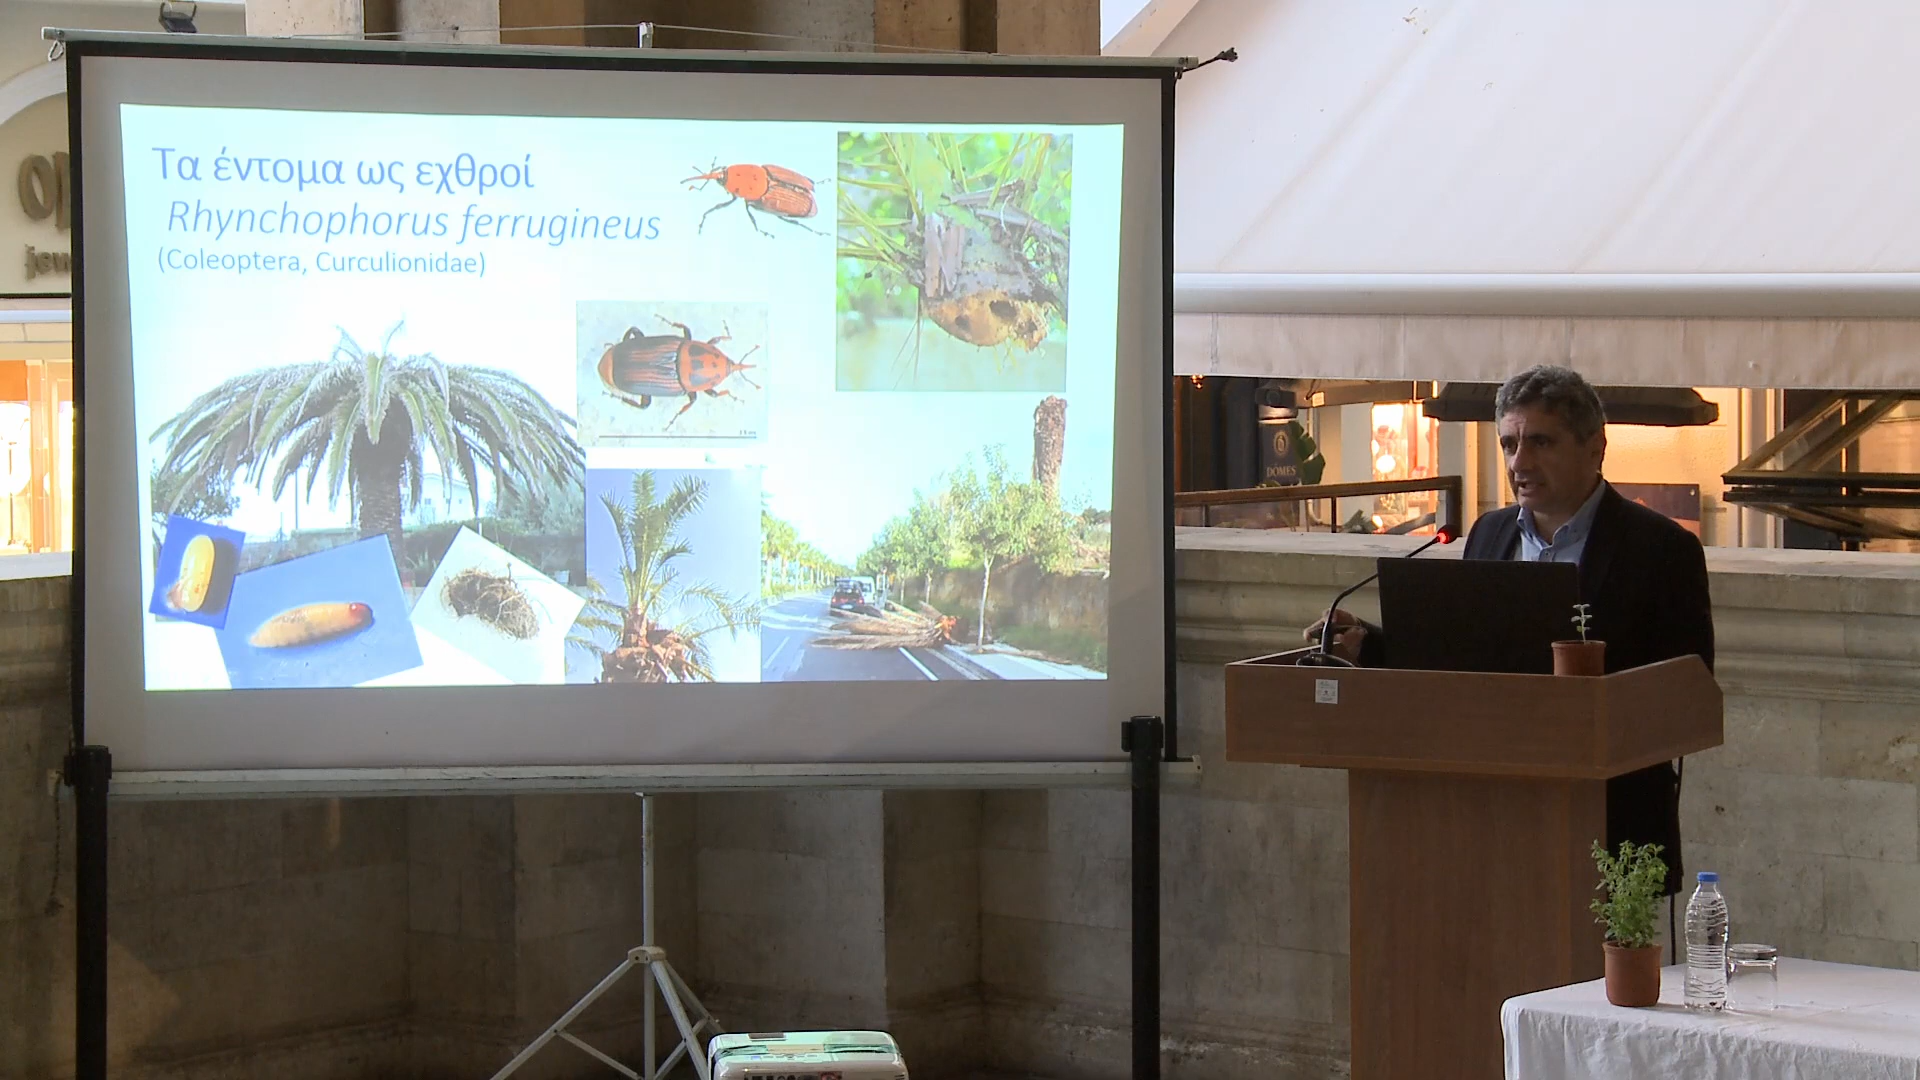 Τα έντομα ως εχθροί
Rhynchophorus ferrugineus
(Coleoptera, Curculionidae)
DOMES